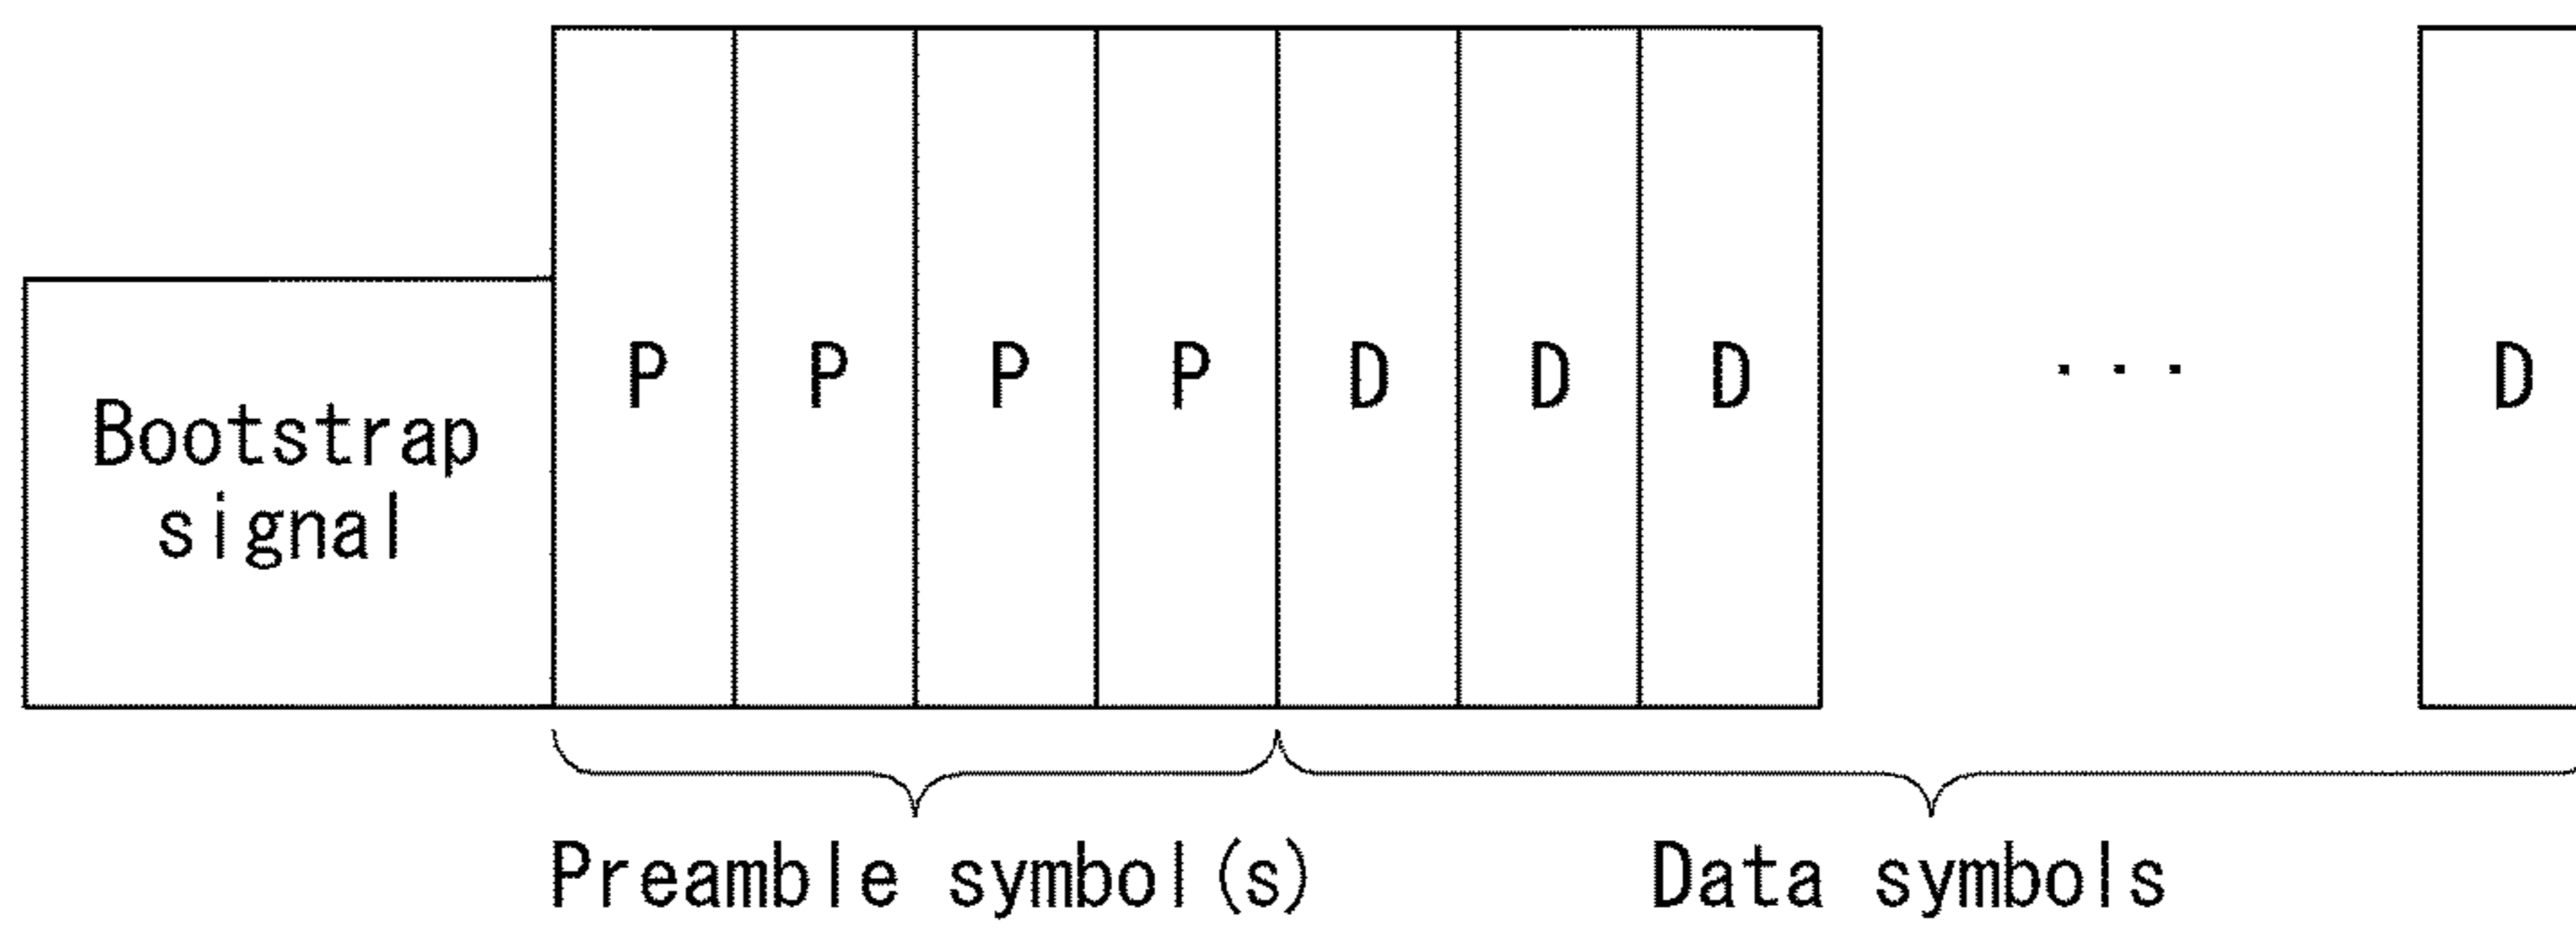 P P P P D D D ... D
Bootstrap
signal
Preamble symbol(s)
Data symbols